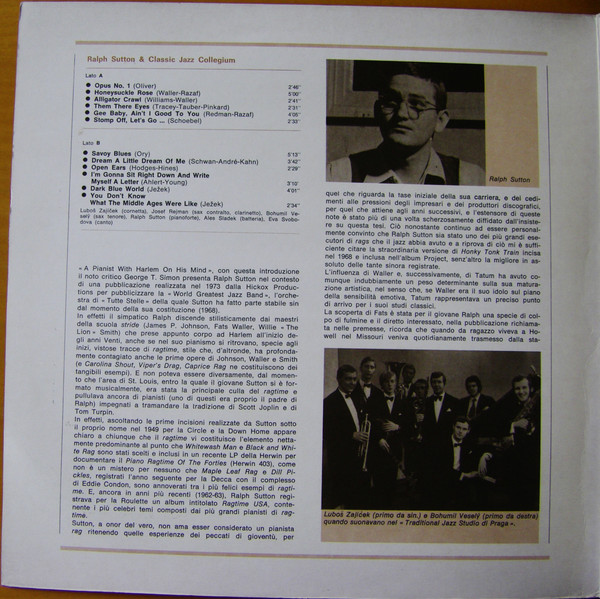 Ralph Sutton & Classic Jazz Collegium
Lato A
● Opus No. 1 (Oliver) 2'46"
● Honeysuckle Rose (Waller-Razaf) 5'00"
● Alligator Crawl (Williams-Waller) 2'41"
● Them There Eyes (Tracey-Tauber-Pinkard) 2'31"
● Gee Baby, Ain't I Good To You (Redman-Razaf) 4'05"
● Stomp Off, Let's Go ... (Schoebel) 2'33"
Lato B
● Savoy Blues (Ory) 5'13"
● Dream A Little Dream Of Me (Schwan-André-Kahn) 3'42"
● Open Ears (Hodges-Hines) 2'29"
● I'm Gonna Sit Right Down And Write
Myself A Letter (Ahlert-Young) 3'10"
● Dark Blue World (Ježek) 4'01"
● You Don't Know
What The Middle Ages Were Like (Ježek) 2'34"
Luboš Zajíček (cornetta), Josef Rejman (sax contralto, clarinetto), Bohumil Ve-
selý (sax tenore), Ralph Sutton (pianoforte), Ales Sladek (batteria), Eva Svobo-
dova (canto)
« A Pianist With Harlem On His Mind », con questa introduzione
il noto critico George T. Simon presenta Ralph Sutton nel contesto
di una pubblicazione realizzata nel 1973 dalla Hickox Produc-
tions per pubblicizzare la « World Greatest Jazz Band », l'orche-
stra di « Tutte Stelle » della quale Sutton ha fatto parte stabile sin
dal momento della sua costituzione (1968).
In effetti il simpatico Ralph discende stilisticamente dai maestri
della scuola stride (James P. Johnson, Fats Waller, Willie « The
Lion » Smith) che prese appunto corpo ad Harlem all'inizio de-
gli anni Venti, anche se nel suo pianismo si ritrovano, specie agli
inizi, vistose tracce di ragtime, stile che, d'altronde, ha profonda-
mente contagiato anche le prime opere di Johnson, Waller e Smith
(e Carolina Shout, Viper's Drag, Caprice Rag ne costituiscono dei
tangibili esempi). E non poteva essere diversamente, dal momen-
to che l'area di St. Louis, entro la quale il giovane Sutton si è for-
mato musicalmente, era stata la principale culla del ragtime e
pullulava ancora di pianisti (uno di questi era proprio il padre di
Ralph) impegnati a tramandare la tradizione di Scott Joplin e di
Tom Turpin.
In effetti, ascoltando le prime incisioni realizzate da Sutton sotto
il proprio nome nel 1949 per la Circle e la Down Home appare
chiaro a chiunque che il ragtime vi costituisce l'elemento netta-
mente predominante al punto che Whitewash Man e Black and Whi-
te Rag sono stati scelti e inclusi in un recente LP della Herwin per
documentare il Piano Ragtime Of The Forties (Herwin 403), come
non è un mistero per nessuno che Maple Leaf Rag e Dill Pi-
ckles, registrati l'anno seguente per la Decca con il complesso
di Eddie Condon, sono annoverati tra i più felici esempi di ragti-
me. E, ancora in anni più recenti (1962-63), Ralph Sutton regi-
strava per la Roulette un album intitolato Ragtime USA, conte-
nente i più celebri temi composti dai più grandi pianisti di rag-
time.
Sutton, a onor del vero, non ama esser considerato un pianista
rag ritenendo quelle esperienze dei peccati di gioventù, per
Ralph Sutton
quei che riguarda la fase iniziale della sua carriera, e dei cedi-
menti alle pressioni degli impresari e dei produttori discografici,
per quel che attiene agli anni successivi, e l'estensore di queste
note è stato più di una volta scherzosamente diffidato dall'insiste-
re su questa tesi. Ciò nonostante continuo ad essere personal-
mente convinto che Ralph Sutton sia stato uno dei più grandi ese-
cutori di rags che il jazz abbia avuto e a riprova di ciò mi è suffi-
ciente citare la straordinaria versione di Honky Tonk Train incisa
nel 1968 e inclusa nell'album Project, senz'altro la migliore in as-
soluto delle tante sinora registrate.
L'influenza di Waller e, successivamente, di Tatum ha avuto co-
munque indubbiamente un peso determinante sulla sua matura-
zione artistica, nel senso che, se Waller era il suo idolo sul piano
della sensibilità emotiva, Tatum rappresentava un preciso punto
di arrivo per i suoi studi classici.
La scoperta di Fats è stata per il giovane Ralph una specie di col-
po di fulmine e il diretto interessato, nella pubblicazione richiama-
ta nelle premesse, ricorda che quando da ragazzo viveva a Ho-
well nei Missouri veniva quotidianamente trasmesso dalla sta-
Luboš Zajíček (primo da sin.) e Bohumil Veselý (primo da destra)
quando suonavano nel « Traditional Jazz Studio di Praga ».